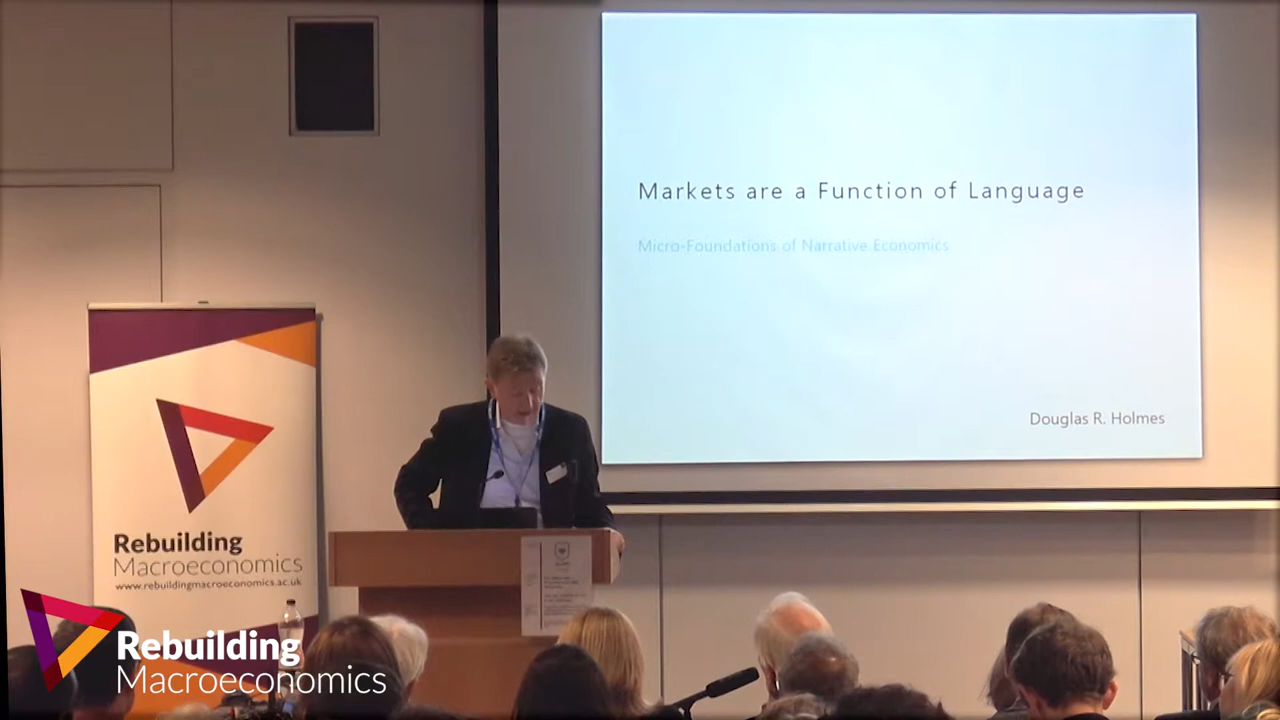 Markets are a Function of Language
Micro-Foundations of Narrative Economics
Douglas R. Holmes
Rebuilding
Macroeconomics
www.rebuildingmacroeconomics.ac.uk
Rebuilding
Macroeconomics